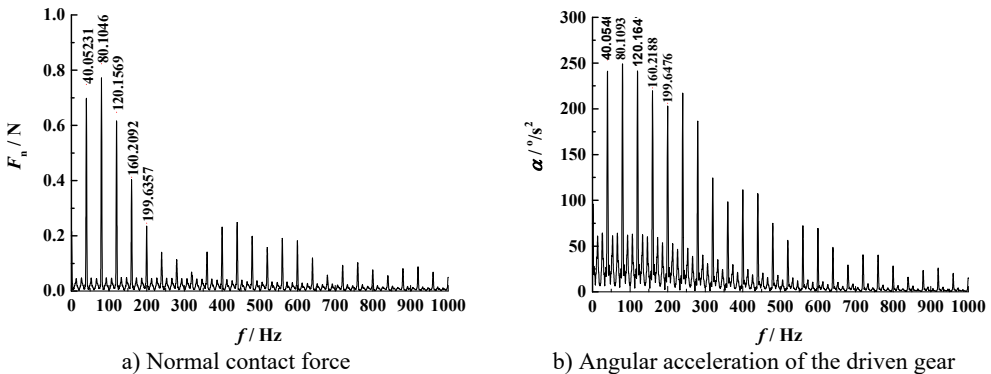 1.0
0.8
0.6
0.4
0.2
0.0
F_n / N
40.05231
80.1046
120.1569
160.2092
199.6357
0 100 200 300 400 500 600 700 800 900 1000
f / Hz
a) Normal contact force
300
250
200
150
100
50
0
α / °/s²
40.054
80.1093
120.164
160.2188
199.6476
0 100 200 300 400 500 600 700 800 900 1000
f / Hz
b) Angular acceleration of the driven gear